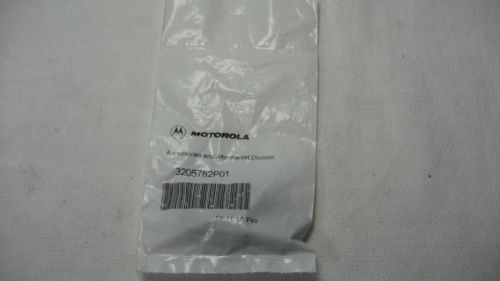 MOTOROLA
Accessories and Aftermarket Division
3205782P01